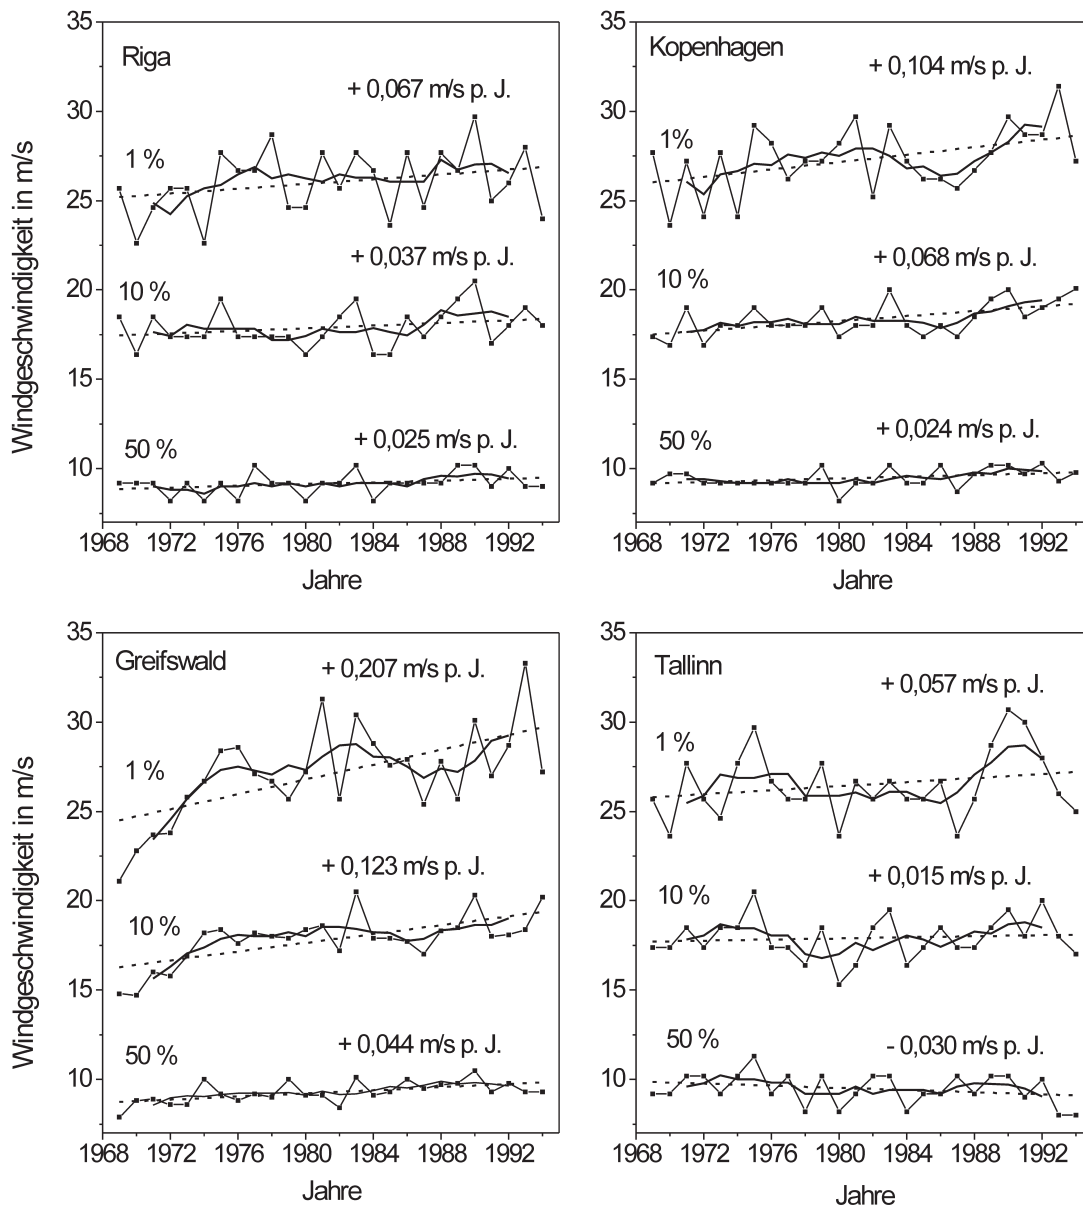 35
30
25
20
15
10
Windgeschwindigkeit in m/s
Riga
+ 0,067 m/s p. J.
1 %
+ 0,037 m/s p. J.
10 %
+ 0,025 m/s p. J.
50 %
1968 1972 1976 1980 1984 1988 1992
Jahre
35
30
25
20
15
10
Kopenhagen
+ 0,104 m/s p. J.
1%
+ 0,068 m/s p. J.
10 %
+ 0,024 m/s p. J.
50 %
1968 1972 1976 1980 1984 1988 1992
Jahre
35
30
25
20
15
10
Windgeschwindigkeit in m/s
Greifswald
+ 0,207 m/s p. J.
1 %
+ 0,123 m/s p. J.
10 %
+ 0,044 m/s p. J.
50 %
1968 1972 1976 1980 1984 1988 1992
Jahre
35
30
25
20
15
10
Tallinn
+ 0,057 m/s p. J.
1 %
+ 0,015 m/s p. J.
10 %
- 0,030 m/s p. J.
50 %
1968 1972 1976 1980 1984 1988 1992
Jahre